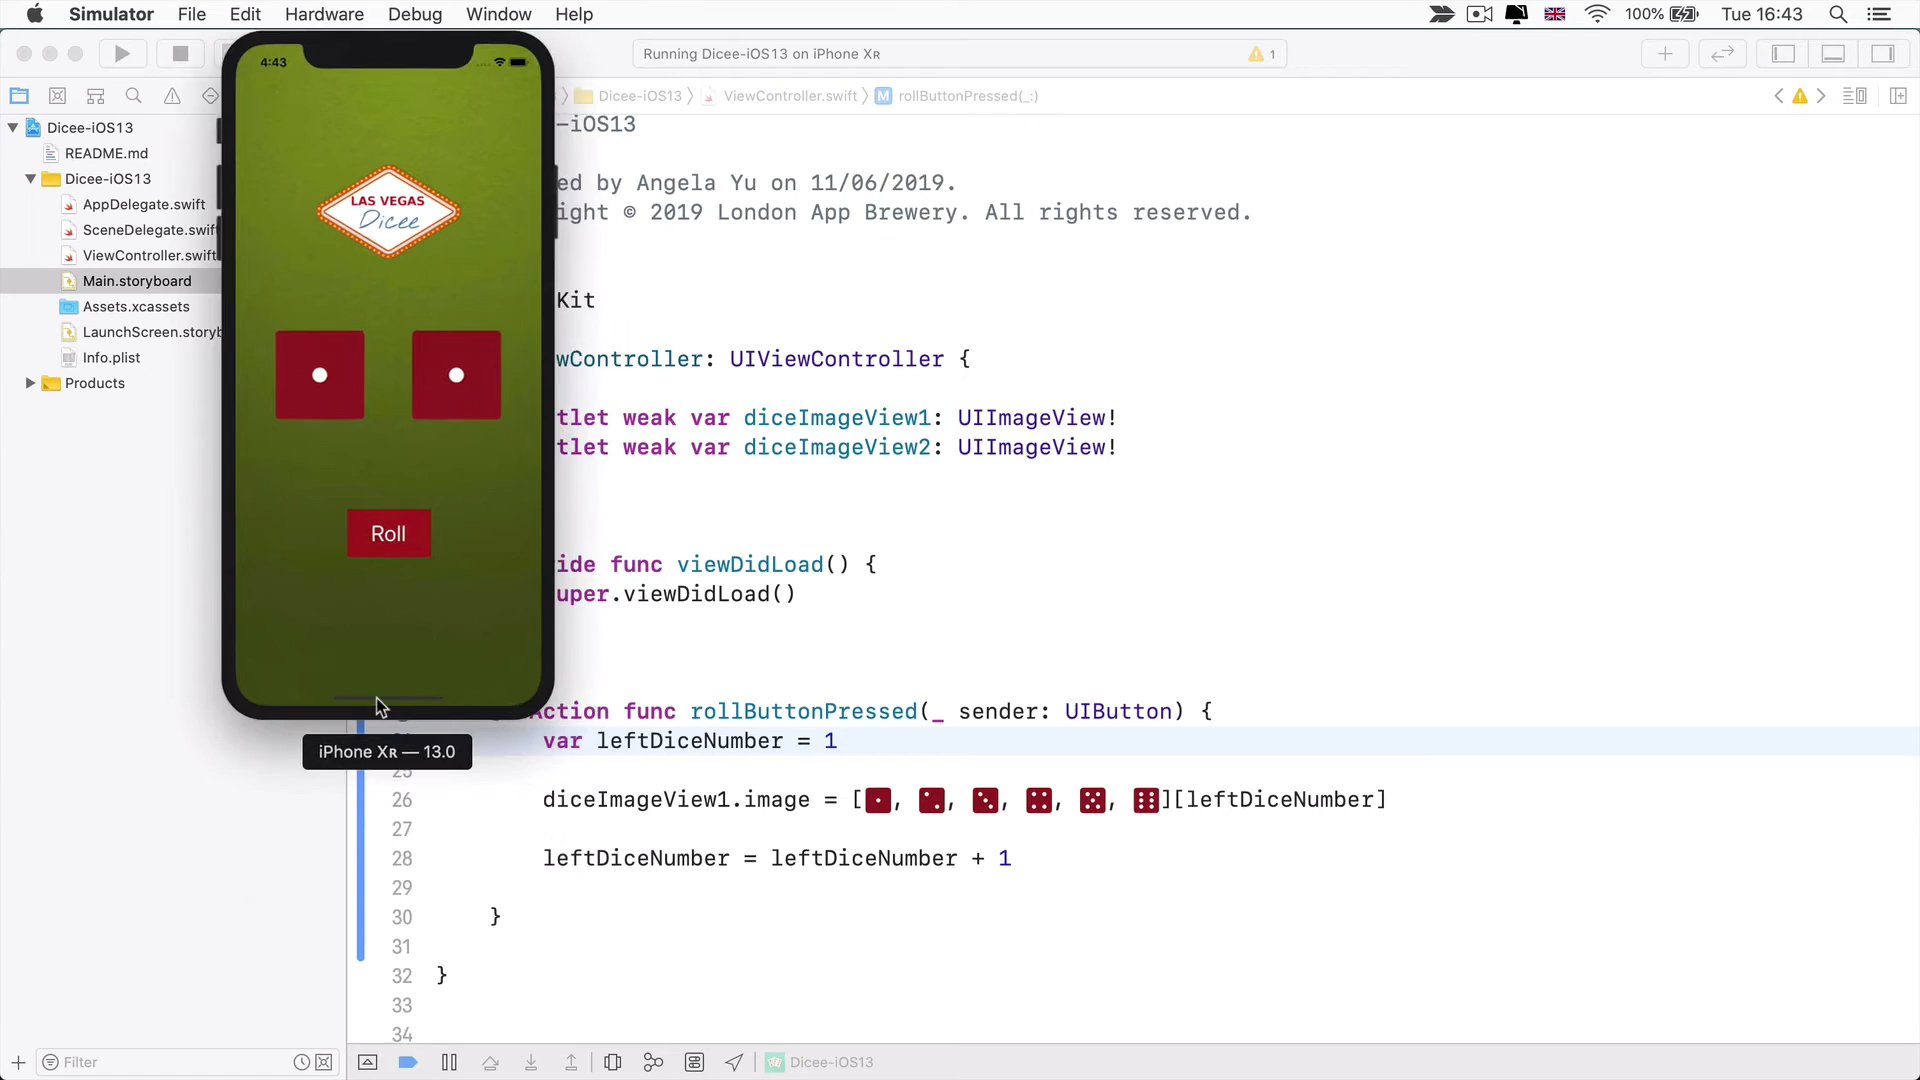 Simulator File Edit Hardware Debug Window Help 100% Tue 16:43
Running Dicee-iOS13 on iPhone Xʀ 1
Dicee-iOS13 ViewController.swift M rollButtonPressed(_:)
Dicee-iOS13
README.md
Dicee-iOS13
AppDelegate.swift
SceneDelegate.swift
ViewController.swift
Main.storyboard
Assets.xcassets
LaunchScreen.storyb
Info.plist
Products
Filter
4:43
LAS VEGAS
Dicee
Roll
iPhone Xʀ — 13.0
-iOS13
ed by Angela Yu on 11/06/2019.
ight © 2019 London App Brewery. All rights reserved.
Kit
wController: UIViewController {
tlet weak var diceImageView1: UIImageView!
tlet weak var diceImageView2: UIImageView!
ide func viewDidLoad() {
uper.viewDidLoad()
Action func rollButtonPressed(_ sender: UIButton) {
var leftDiceNumber = 1
25
26 diceImageView1.image = [ , , , , , ][leftDiceNumber]
27
28 leftDiceNumber = leftDiceNumber + 1
29
30 }
31
32 }
33
34
Dicee-iOS13